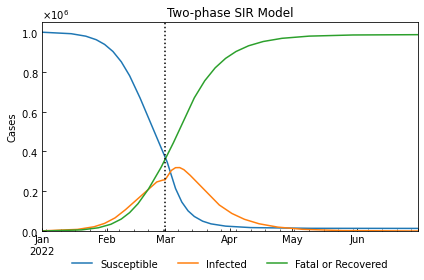 Two-phase SIR Model
×10⁶
1.0
0.8
0.6
0.4
0.2
0.0
Cases
Jan Feb Mar Apr May Jun
2022
Susceptible Infected Fatal or Recovered